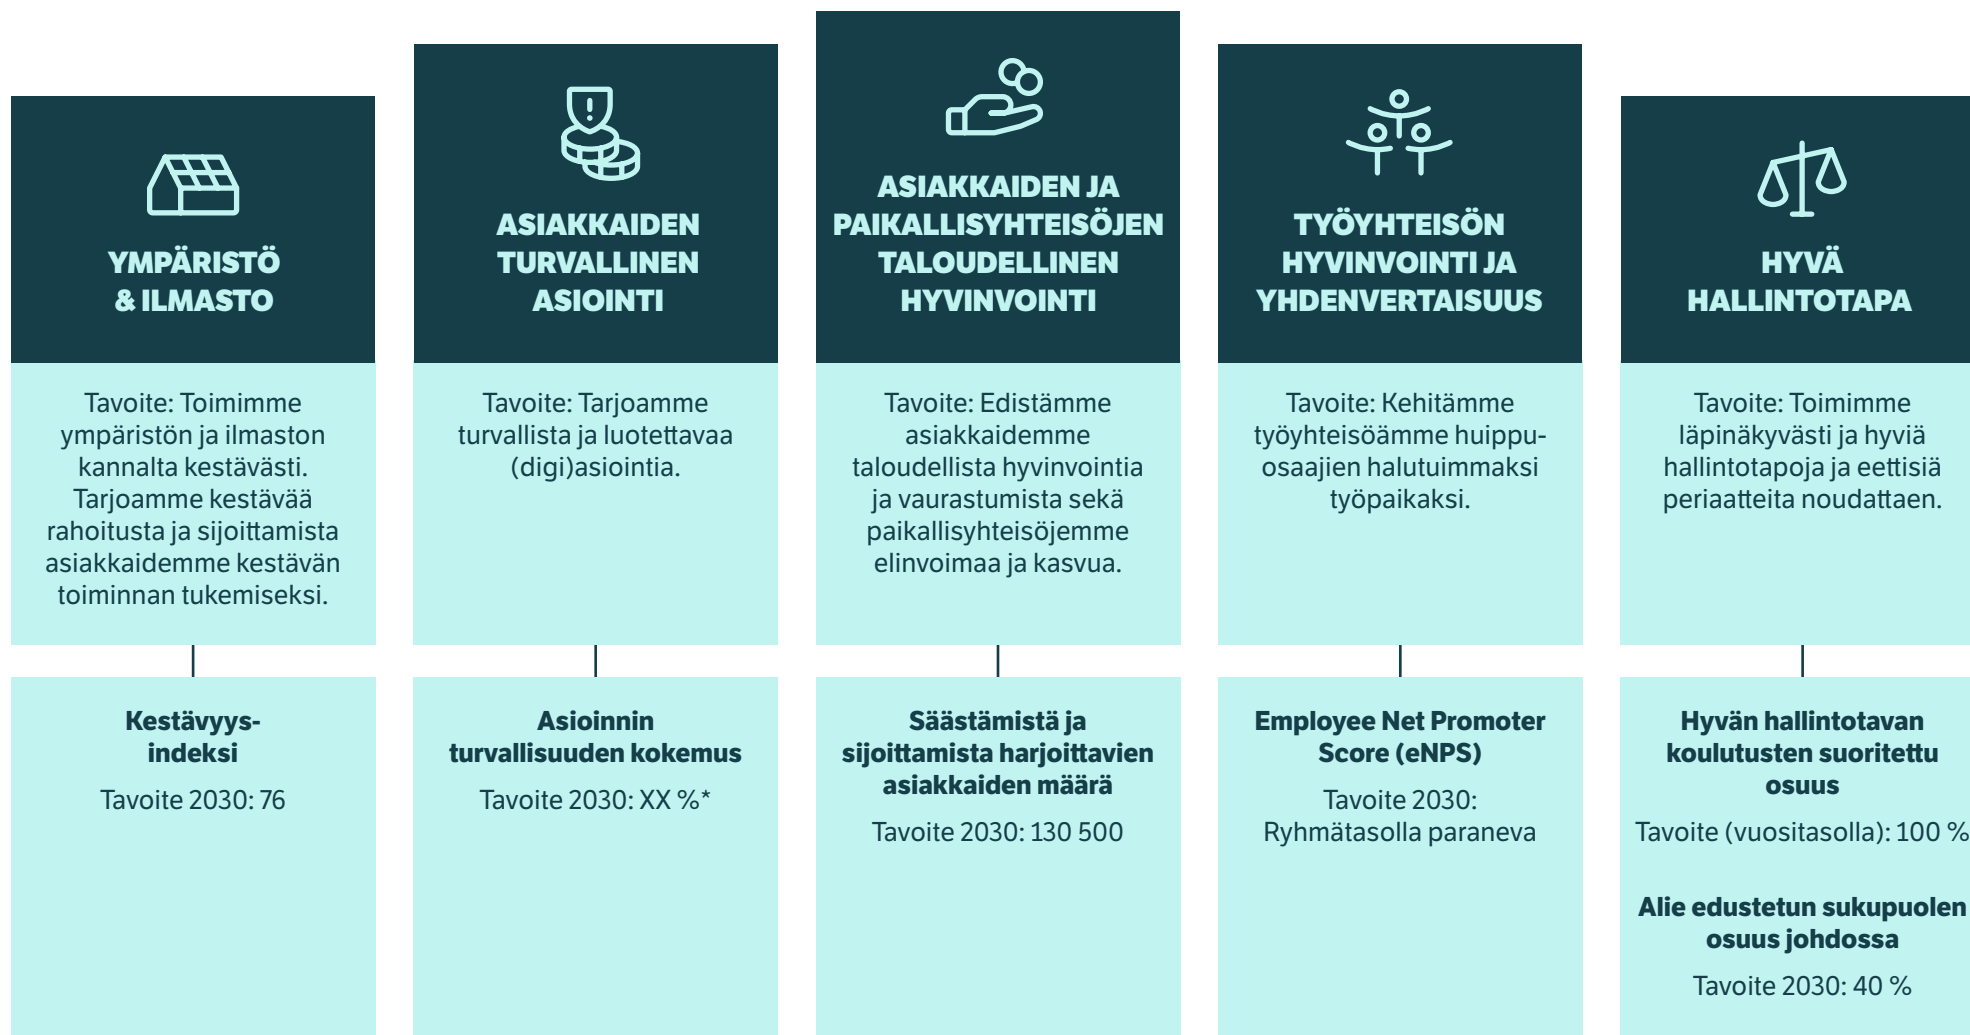 YMPÄRISTÖ
& ILMASTO
Tavoite: Toimimme
ympäristön ja ilmaston
kannalta kestävästi.
Tarjoamme kestävää
rahoitusta ja sijoittamista
asiakkaidemme kestävän
toiminnan tukemiseksi.
Kestävyys-
indeksi
Tavoite 2030: 76
ASIAKKAIDEN
TURVALLINEN
ASIOINTI
Tavoite: Tarjoamme
turvallista ja luotettavaa
(digi)asiointia.
Asioinnin
turvallisuuden kokemus
Tavoite 2030: XX %*
ASIAKKAIDEN JA
PAIKALLISYHTEISÖJEN
TALOUDELLINEN
HYVINVOINTI
Tavoite: Edistämme
asiakkaidemme
taloudellista hyvinvointia
ja vaurastumista sekä
paikallisyhteisöjemme
elinvoimaa ja kasvua.
Säästämistä ja
sijoittamista harjoittavien
asiakkaiden määrä
Tavoite 2030: 130 500
TYÖYHTEISÖN
HYVINVOINTI JA
YHDENVERTAISUUS
Tavoite: Kehitämme
työyhteisöämme huippu-
osaajien halutuimmaksi
työpaikaksi.
Employee Net Promoter
Score (eNPS)
Tavoite 2030:
Ryhmätasolla paraneva
HYVÄ
HALLINTOTAPA
Tavoite: Toimimme
läpinäkyvästi ja hyviä
hallintotapoja ja eettisiä
periaatteita noudattaen.
Hyvän hallintotavan
koulutusten suoritettu
osuus
Tavoite (vuositasolla): 100 %
Alie edustetun sukupuolen
osuus johdossa
Tavoite 2030: 40 %